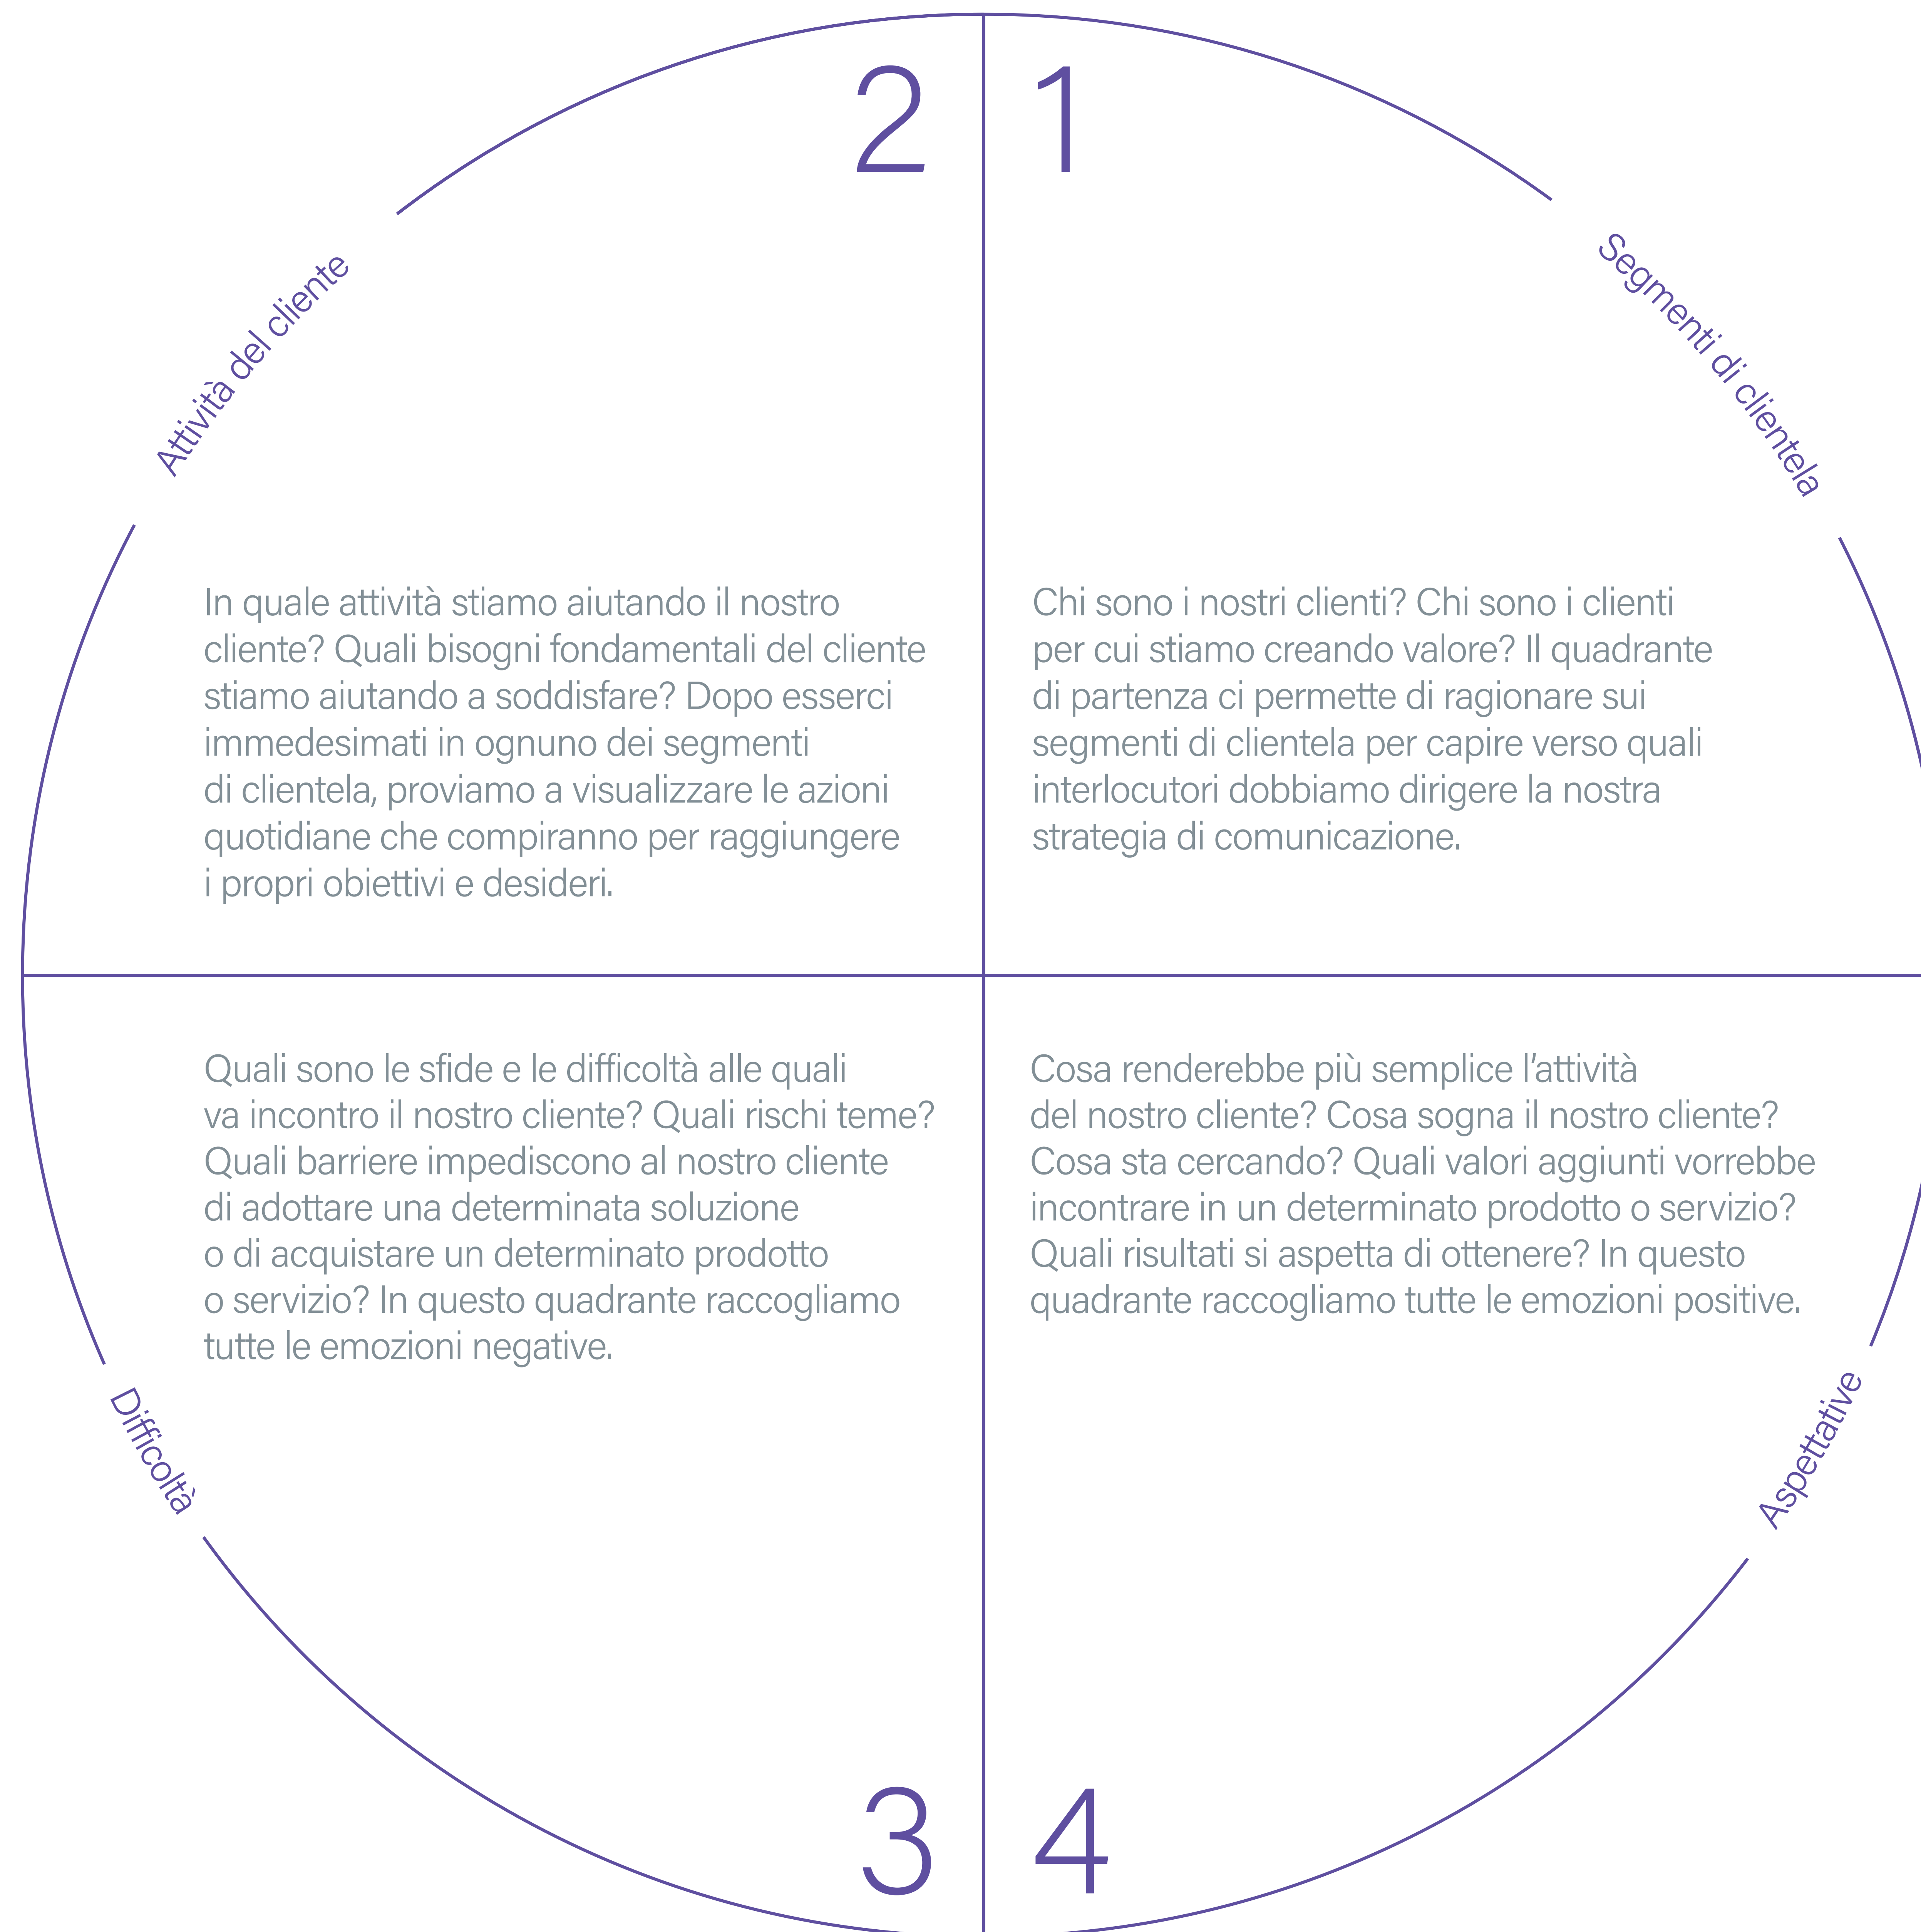 2
1
Attività del cliente
Segmenti di clientela
In quale attività stiamo aiutando il nostro
cliente? Quali bisogni fondamentali del cliente
stiamo aiutando a soddisfare? Dopo esserci
immedesimati in ognuno dei segmenti
di clientela, proviamo a visualizzare le azioni
quotidiane che compiranno per raggiungere
i propri obiettivi e desideri.
Chi sono i nostri clienti? Chi sono i clienti
per cui stiamo creando valore? Il quadrante
di partenza ci permette di ragionare sui
segmenti di clientela per capire verso quali
interlocutori dobbiamo dirigere la nostra
strategia di comunicazione.
Quali sono le sfide e le difficoltà alle quali
va incontro il nostro cliente? Quali rischi teme?
Quali barriere impediscono al nostro cliente
di adottare una determinata soluzione
o di acquistare un determinato prodotto
o servizio? In questo quadrante raccogliamo
tutte le emozioni negative.
Cosa renderebbe più semplice l’attività
del nostro cliente? Cosa sogna il nostro cliente?
Cosa sta cercando? Quali valori aggiunti vorrebbe
incontrare in un determinato prodotto o servizio?
Quali risultati si aspetta di ottenere? In questo
quadrante raccogliamo tutte le emozioni positive.
Difficoltà
Aspettative
3
4